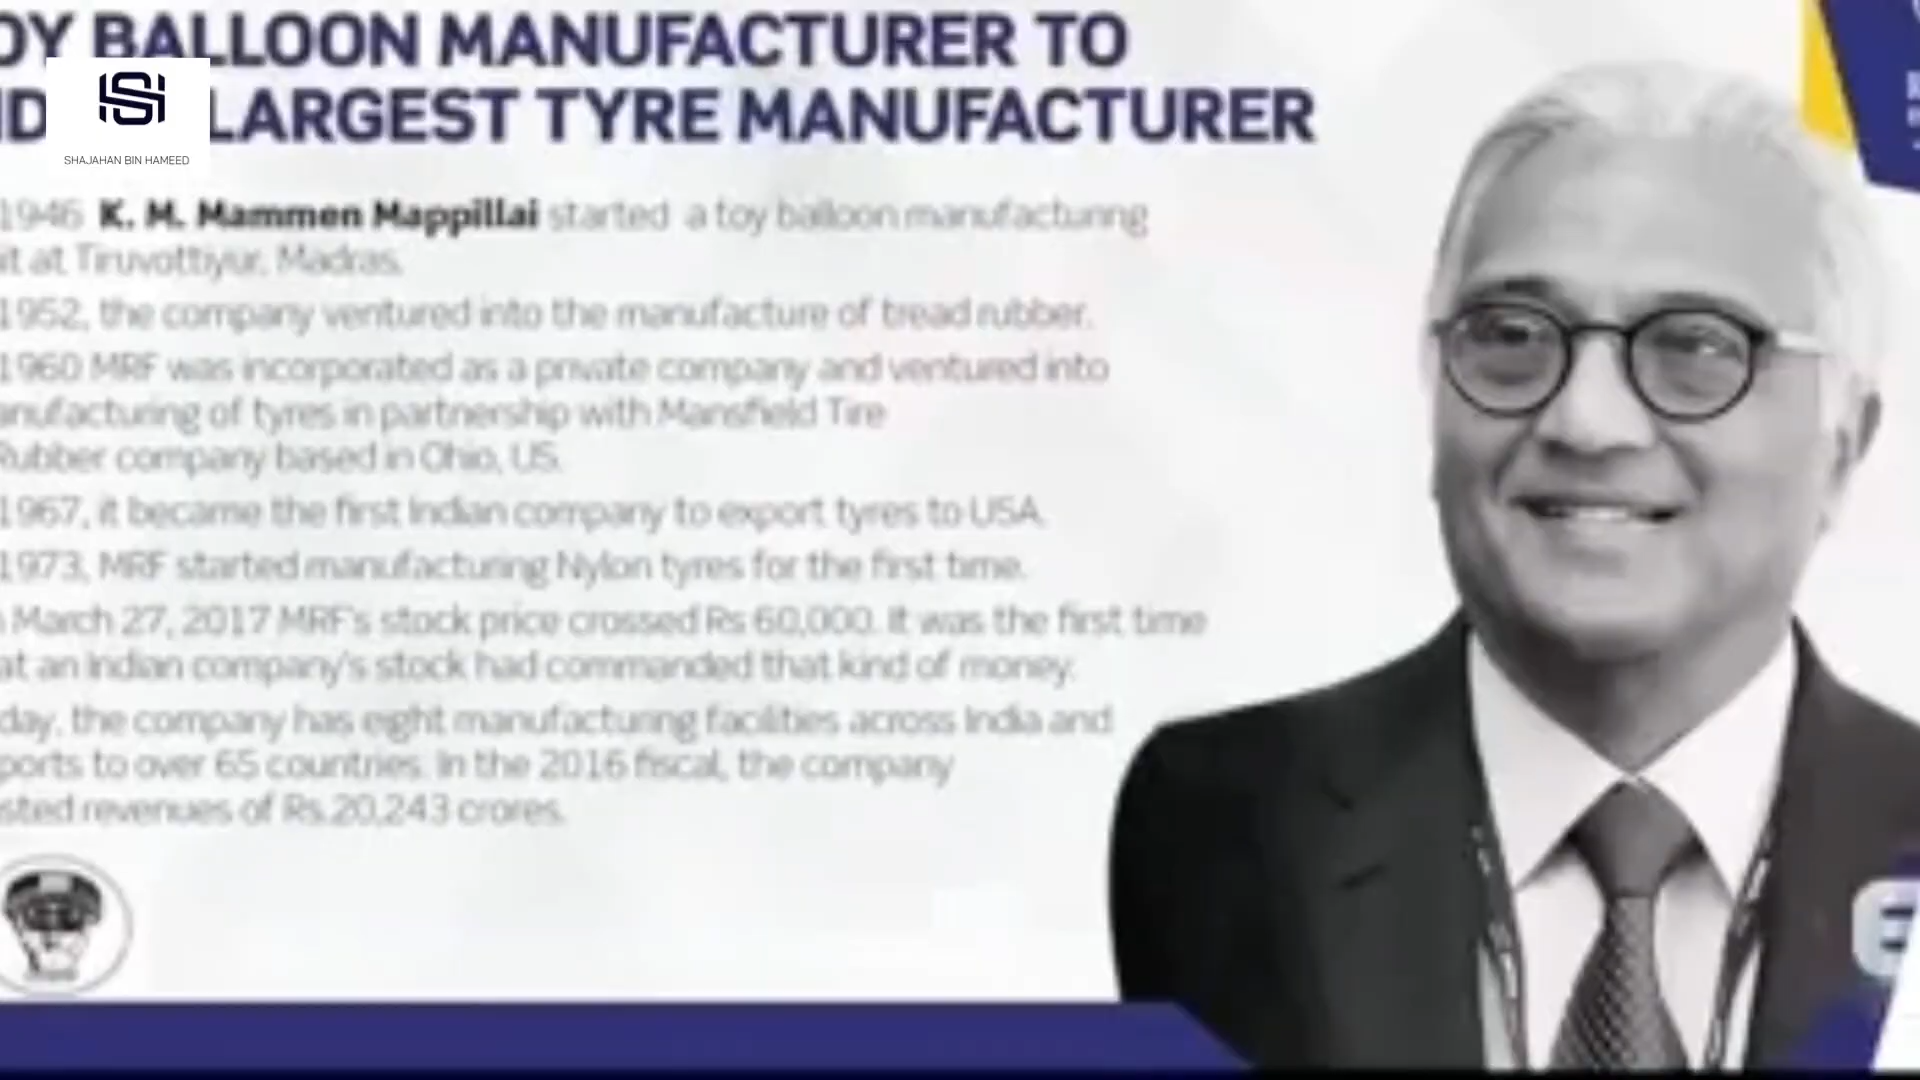 OY BALLOON MANUFACTURER TO
LARGEST TYRE MANUFACTURER
SHAJAHAN BIN HAMEED
1946 K. M. Mammen Mappillai started a toy balloon manufacturing
it at Tiruvottiyur, Madras.
1952, the company ventured into the manufacture of tread rubber.
1960 MRF was incorporated as a private company and ventured into
anufacturing of tyres in partnership with Mansfield Tire
Rubber company based in Ohio, US.
1967, it became the first Indian company to export tyres to USA.
1973, MRF started manufacturing Nylon tyres for the first time.
March 27, 2017 MRF's stock price crossed Rs 60,000. It was the first time
at an Indian company's stock had commanded that kind of money.
day, the company has eight manufacturing facilities across India and
ports to over 65 countries. In the 2016 fiscal, the company
sted revenues of Rs.20,243 crores.